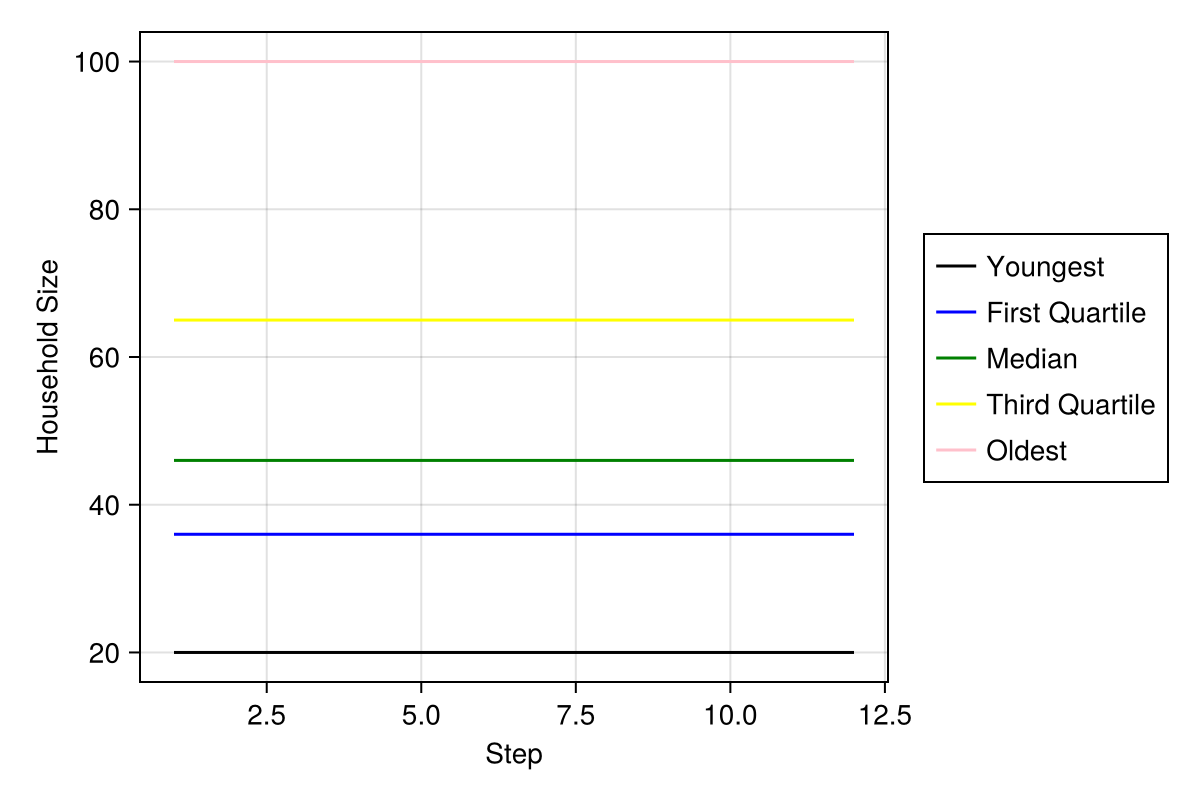 100
80
60
40
20
Household Size
2.5
5.0
7.5
10.0
12.5
Step
Youngest
First Quartile
Median
Third Quartile
Oldest